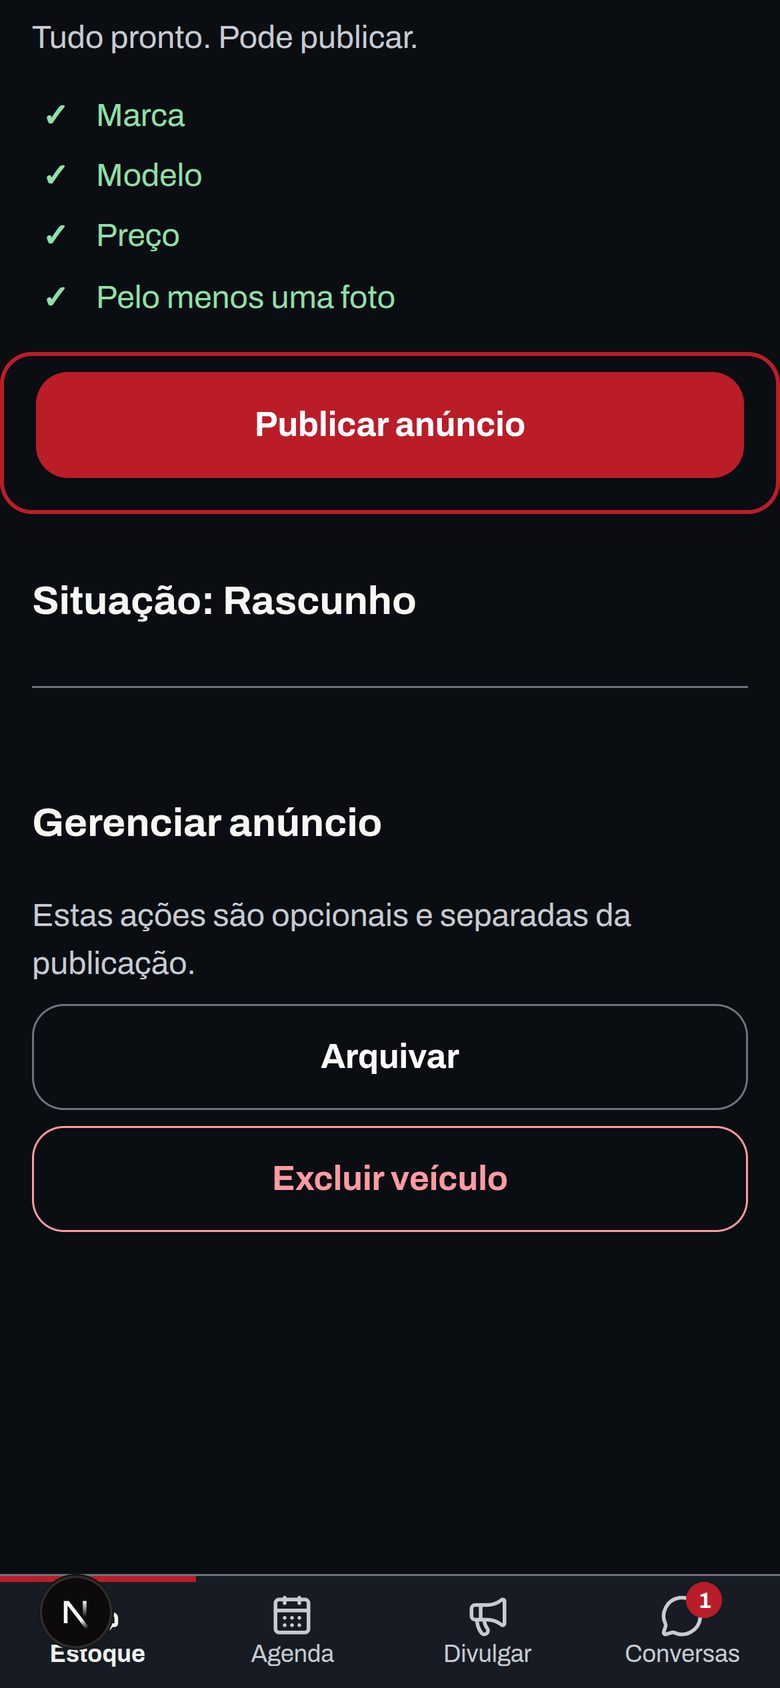 Tudo pronto. Pode publicar.
✓ Marca
✓ Modelo
✓ Preço
✓ Pelo menos uma foto
Publicar anúncio
Situação: Rascunho
Gerenciar anúncio
Estas ações são opcionais e separadas da
publicação.
Arquivar
Excluir veículo
N
1
Estoque
Agenda
Divulgar
Conversas